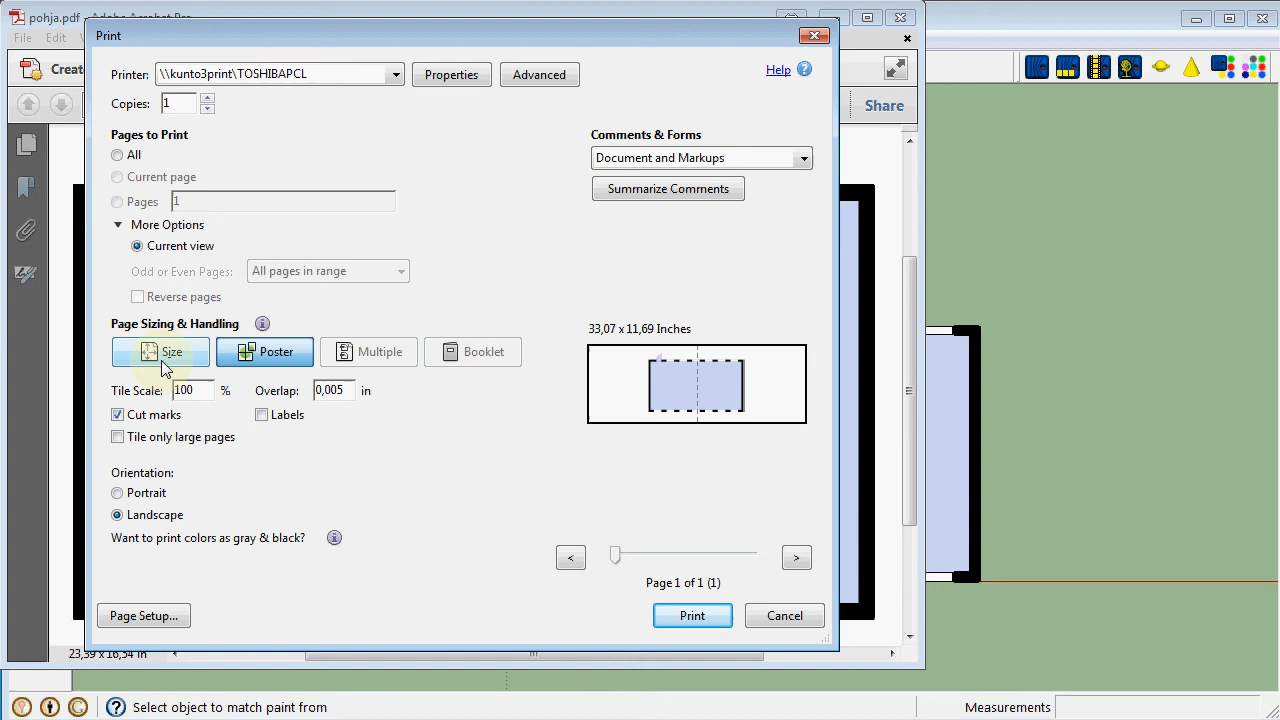 pohja.pdf - Adobe Acrobat Pro
File Edit
Print
Printer: \\kunto3print\TOSHIBAPCL Properties Advanced Help
Copies: 1
Pages to Print
All
Current page
Pages 1
More Options
Current view
Odd or Even Pages: All pages in range
Reverse pages
Comments & Forms
Document and Markups
Summarize Comments
Page Sizing & Handling
Size Poster Multiple Booklet
Tile Scale: 100 % Overlap: 0,005 in
Cut marks Labels
Tile only large pages
Orientation:
Portrait
Landscape
Want to print colors as gray & black?
33,07 x 11,69 Inches
< >
Page 1 of 1 (1)
Page Setup... Print Cancel
Share
23,39 x 16,54 in
Select object to match paint from Measurements